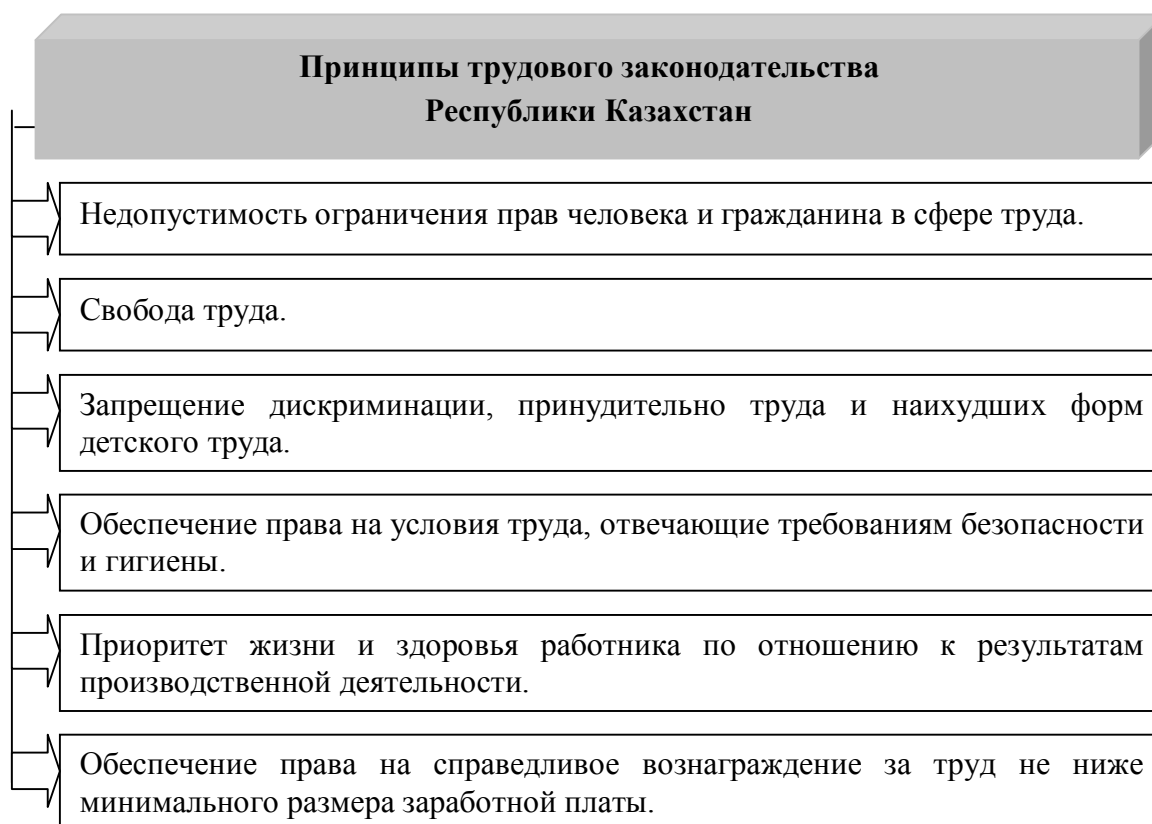 Принципы трудового законодательства
Республики Казахстан
Недопустимость ограничения прав человека и гражданина в сфере труда.
Свобода труда.
Запрещение дискриминации, принудительно труда и наихудших форм
детского труда.
Обеспечение права на условия труда, отвечающие требованиям безопасности
и гигиены.
Приоритет жизни и здоровья работника по отношению к результатам
производственной деятельности.
Обеспечение права на справедливое вознаграждение за труд не ниже
минимального размера заработной платы.